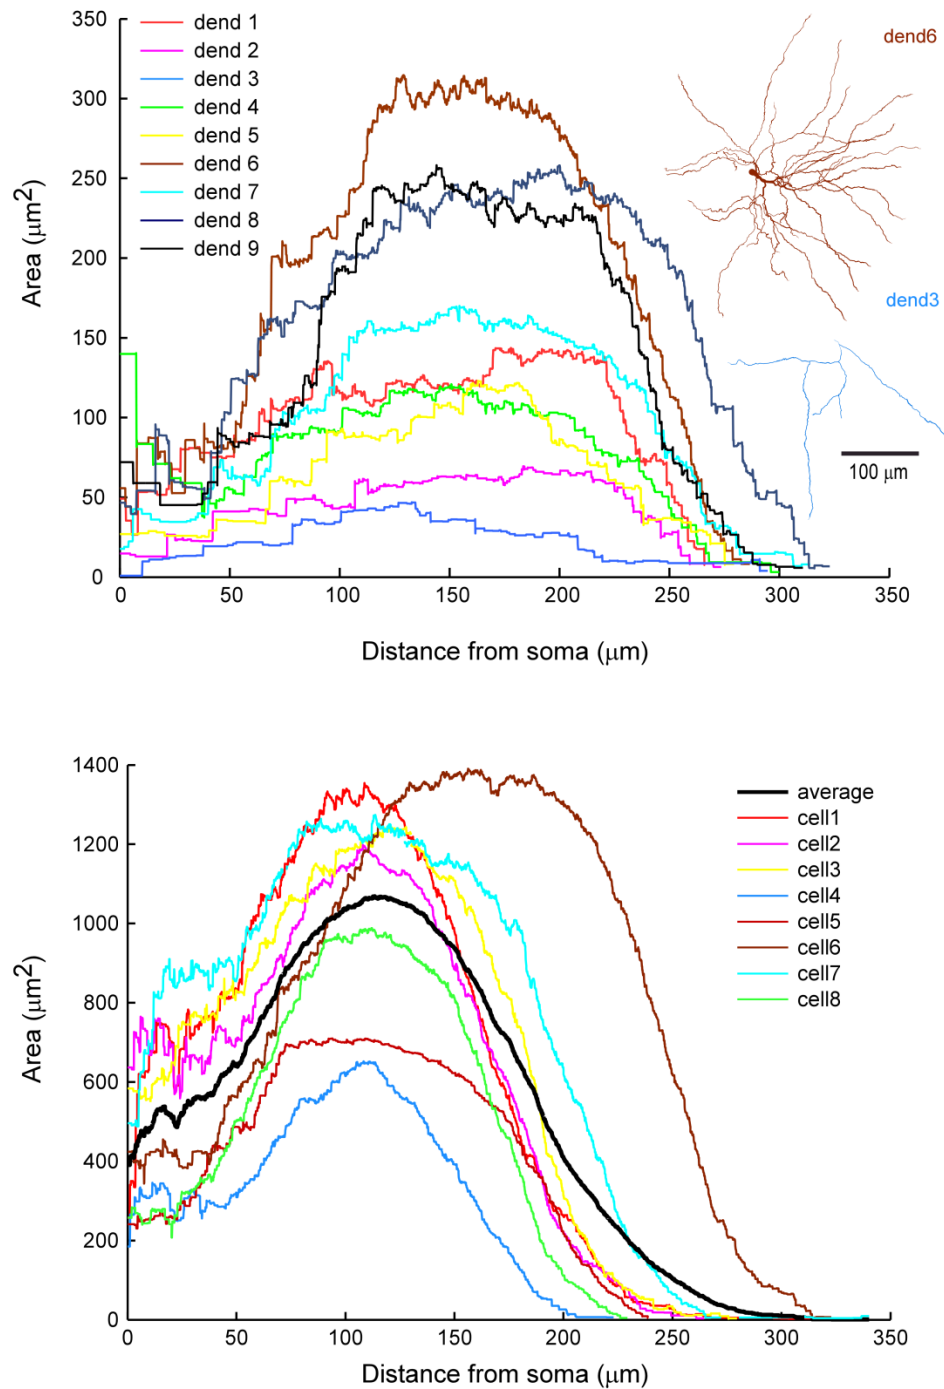 350
300
250
200
150
100
50
0
Area (μm²)
dend 1
dend 2
dend 3
dend 4
dend 5
dend 6
dend 7
dend 8
dend 9
dend6
dend3
100 μm
0 50 100 150 200 250 300 350
Distance from soma (μm)
1400
1200
1000
800
600
400
200
0
Area (μm²)
average
cell1
cell2
cell3
cell4
cell5
cell6
cell7
cell8
0 50 100 150 200 250 300 350
Distance from soma (μm)